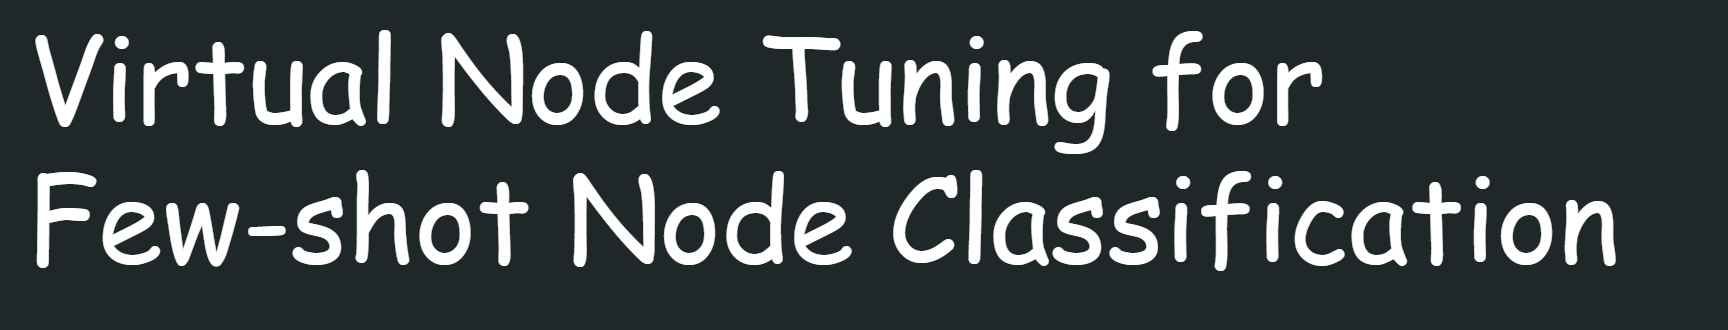 Virtual Node Tuning for
Few-shot Node Classification